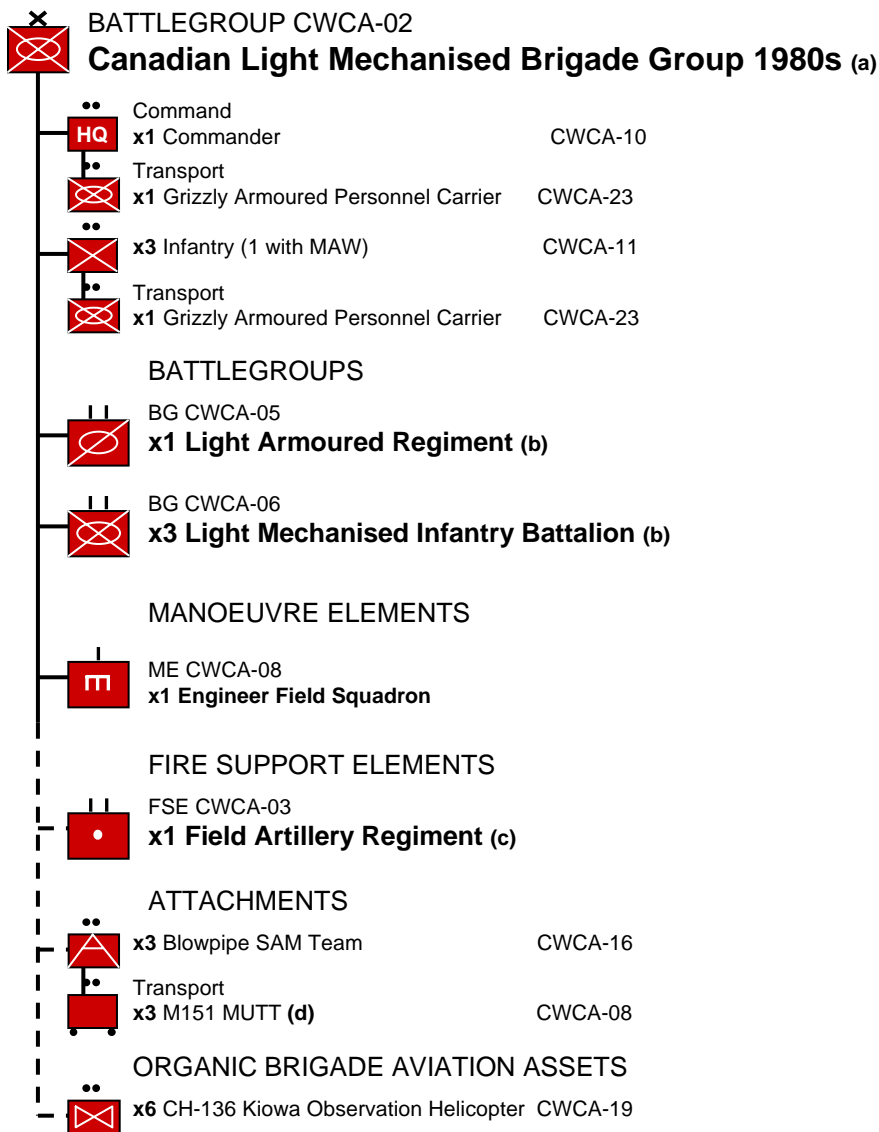 BATTLEGROUP CWCA-02
Canadian Light Mechanised Brigade Group 1980s (a)
Command
HQ x1 Commander CWCA-10
Transport
x1 Grizzly Armoured Personnel Carrier CWCA-23
x3 Infantry (1 with MAW) CWCA-11
Transport
x1 Grizzly Armoured Personnel Carrier CWCA-23
BATTLEGROUPS
BG CWCA-05
x1 Light Armoured Regiment (b)
BG CWCA-06
x3 Light Mechanised Infantry Battalion (b)
MANOEUVRE ELEMENTS
ME CWCA-08
x1 Engineer Field Squadron
FIRE SUPPORT ELEMENTS
FSE CWCA-03
x1 Field Artillery Regiment (c)
ATTACHMENTS
x3 Blowpipe SAM Team CWCA-16
Transport
x3 M151 MUTT (d) CWCA-08
ORGANIC BRIGADE AVIATION ASSETS
x6 CH-136 Kiowa Observation Helicopter CWCA-19